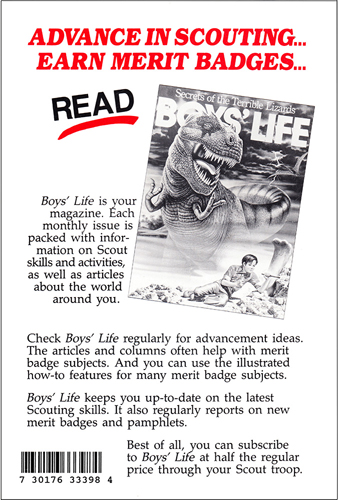 ADVANCE IN SCOUTING...
EARN MERIT BADGES...
READ
Secrets of the Terrible Lizards
BOYS' LIFE
Boys' Life is your
magazine. Each
monthly issue is
packed with infor-
mation on Scout
skills and activities,
as well as articles
about the world
around you.
Check Boys' Life regularly for advancement ideas.
The articles and columns often help with merit
badge subjects. And you can use the illustrated
how-to features for many merit badge subjects.
Boys' Life keeps you up-to-date on the latest
Scouting skills. It also regularly reports on new
merit badges and pamphlets.
Best of all, you can subscribe
to Boys' Life at half the regular
price through your Scout troop.
7 30176 33398 4